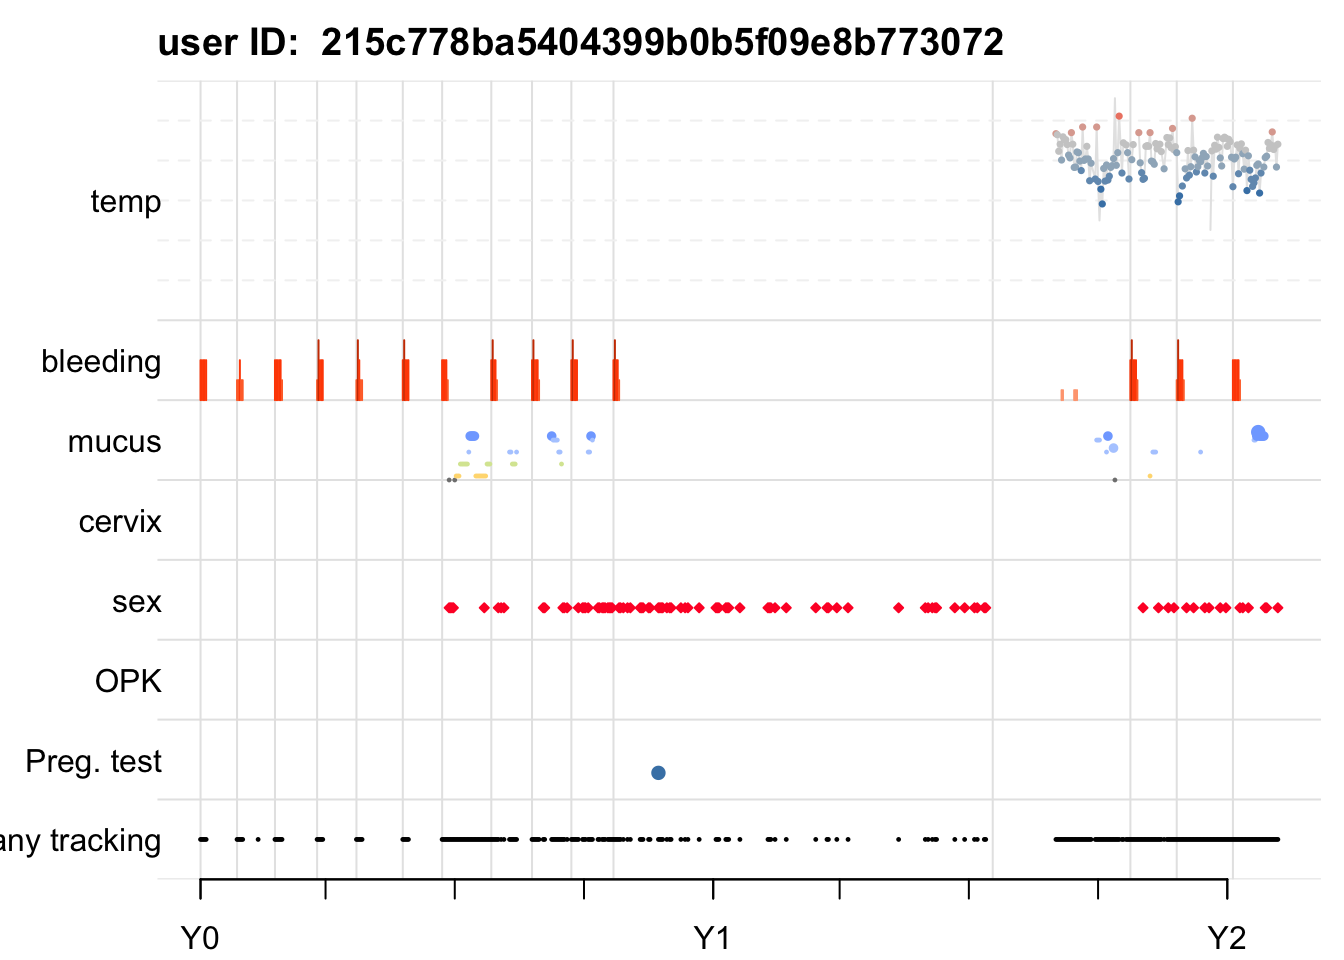 user ID:  215c778ba5404399b0b5f09e8b773072
temp
bleeding
mucus
cervix
sex
OPK
Preg. test
any tracking
Y0 Y1 Y2